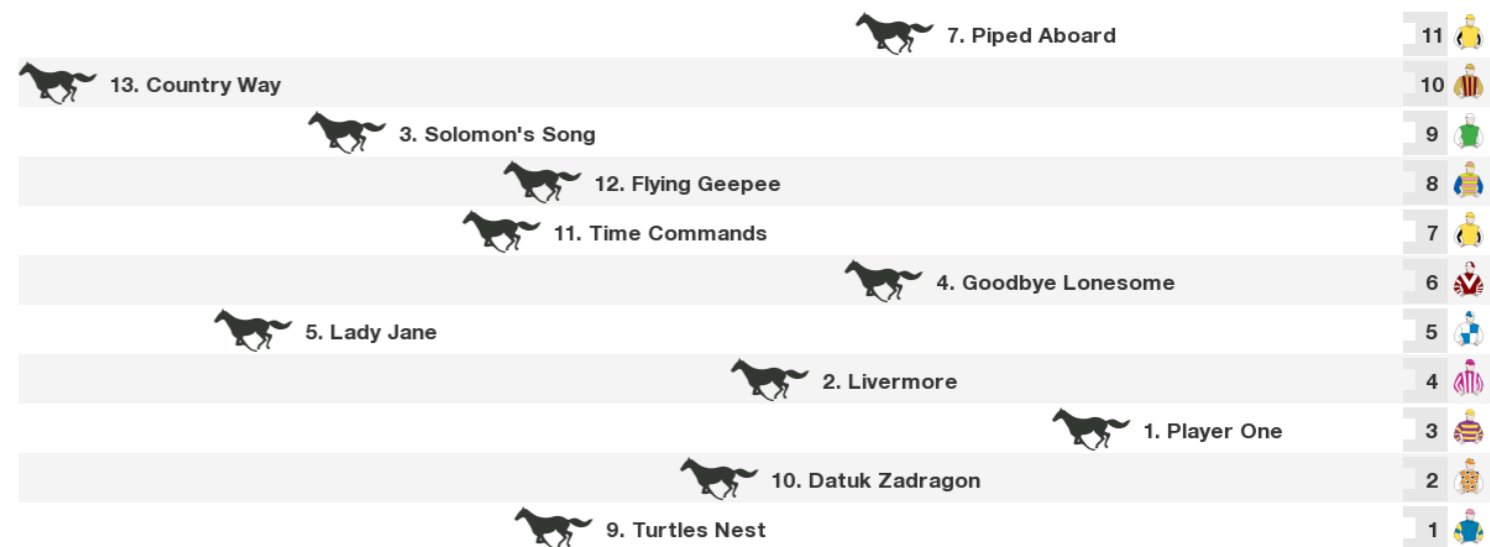 7. Piped Aboard 11
13. Country Way 10
3. Solomon's Song 9
12. Flying Geepee 8
11. Time Commands 7
4. Goodbye Lonesome 6
5. Lady Jane 5
2. Livermore 4
1. Player One 3
10. Datuk Zadragon 2
9. Turtles Nest 1